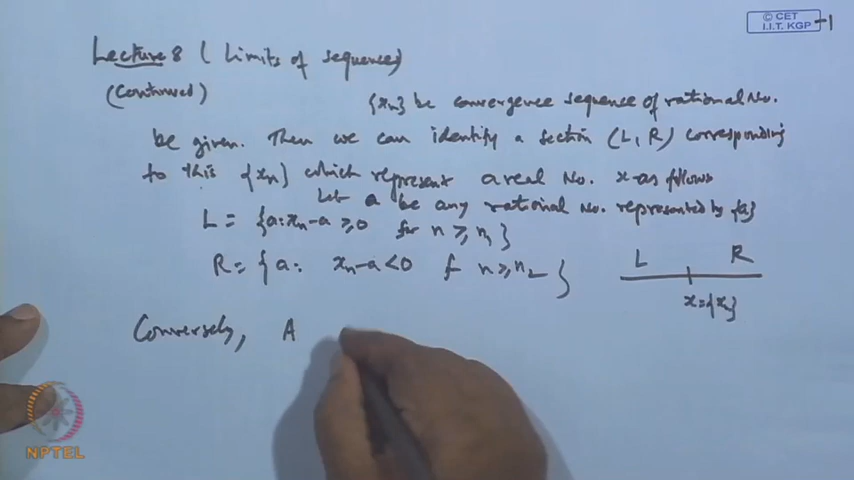 © CET
I.I.T. KGP
-1
Lecture 8 ( Limits of sequences)
(Continued)
{xn} be convergence sequence of rational No.
be given. Then we can identify a section (L, R) corresponding
to this {xn} which represent a real No. x as follows
Let a be any rational No. represented by {a}
L = {a: xn-a ≥0 for n ≥ n1}
R = {a: xn-a <0 f n ≥ n2}
L R
x={xn}
Conversely, A
NPTEL